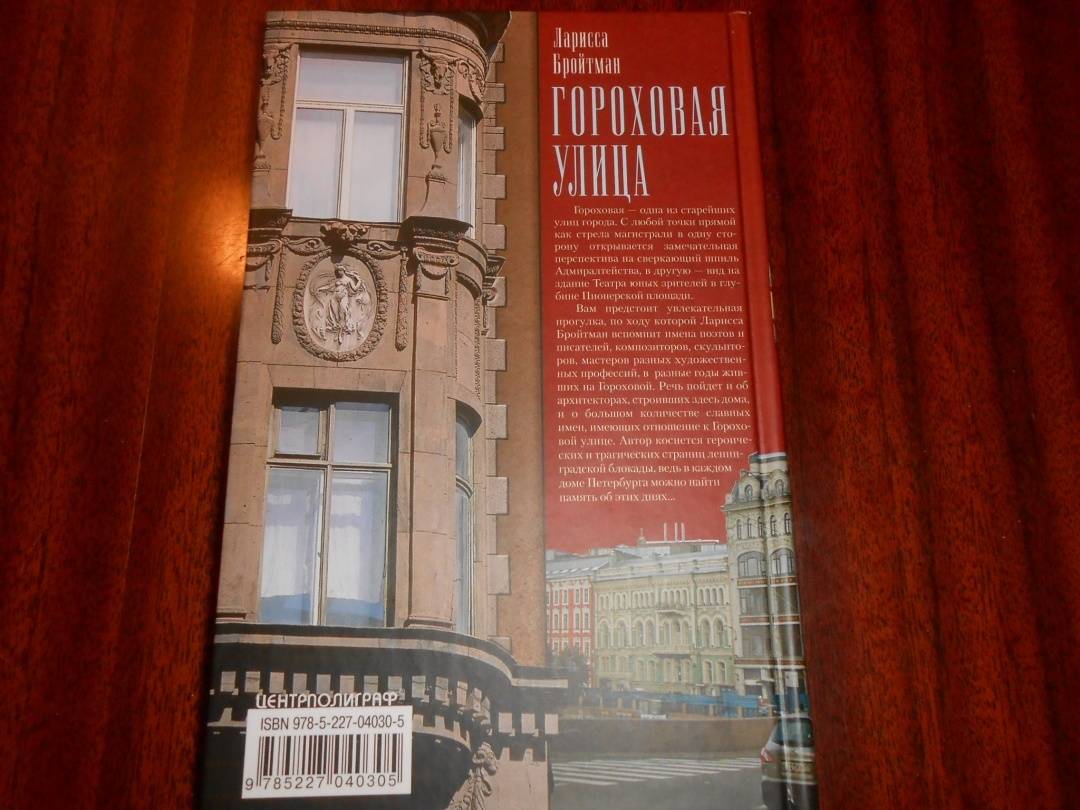 Ларисса
Бройтман
ГОРОХОВАЯ
УЛИЦА
Гороховая — одна из старейших
улиц города. С любой точки прямой
как стрела магистрали в одну сто-
рону открывается замечательная
перспектива на сверкающий шпиль
Адмиралтейства, в другую — вид на
здание Театра юных зрителей в глу-
бине Пионерской площади.
Вам предстоит увлекательная
прогулка, по ходу которой Ларисса
Бройтман вспомнит имена поэтов и
писателей, композиторов, скульпто-
ров, мастеров разных художествен-
ных профессий, в разные годы жив-
ших на Гороховой. Речь пойдет и об
архитекторах, строивших здесь дома,
и о большом количестве славных
имен, имеющих отношение к Горохо-
вой улице. Автор коснется героиче-
ских и трагических страниц ленин-
градской блокады, ведь в каждом
доме Петербурга можно найти
память об этих днях...
ЦЕНТРПОЛИГРАФ
ISBN 978-5-227-04030-5
9 785227 040305